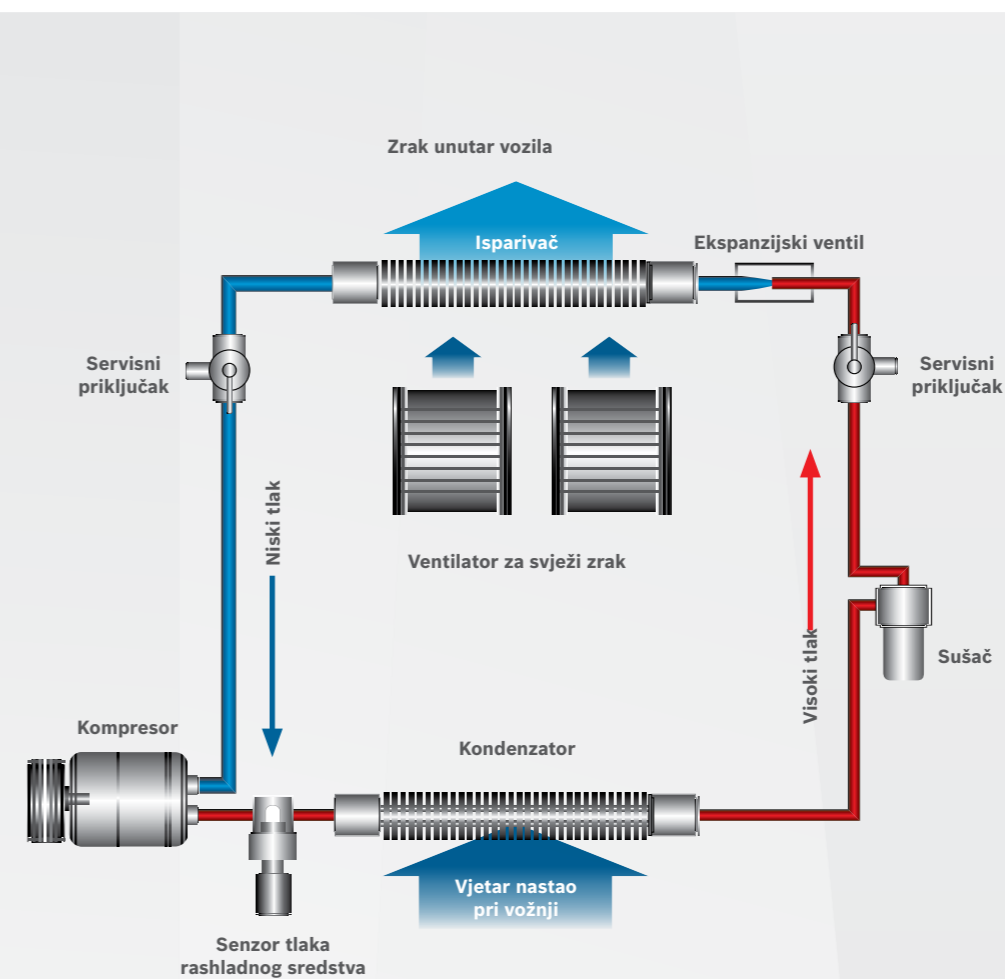 Zrak unutar vozila
Isparivač
Ekspanzijski ventil
Servisni
priključak
Servisni
priključak
Niski tlak
Ventilator za svježi zrak
Visoki tlak
Sušač
Kompresor
Kondenzator
Vjetar nastao
pri vožnji
Senzor tlaka
rashladnog sredstva